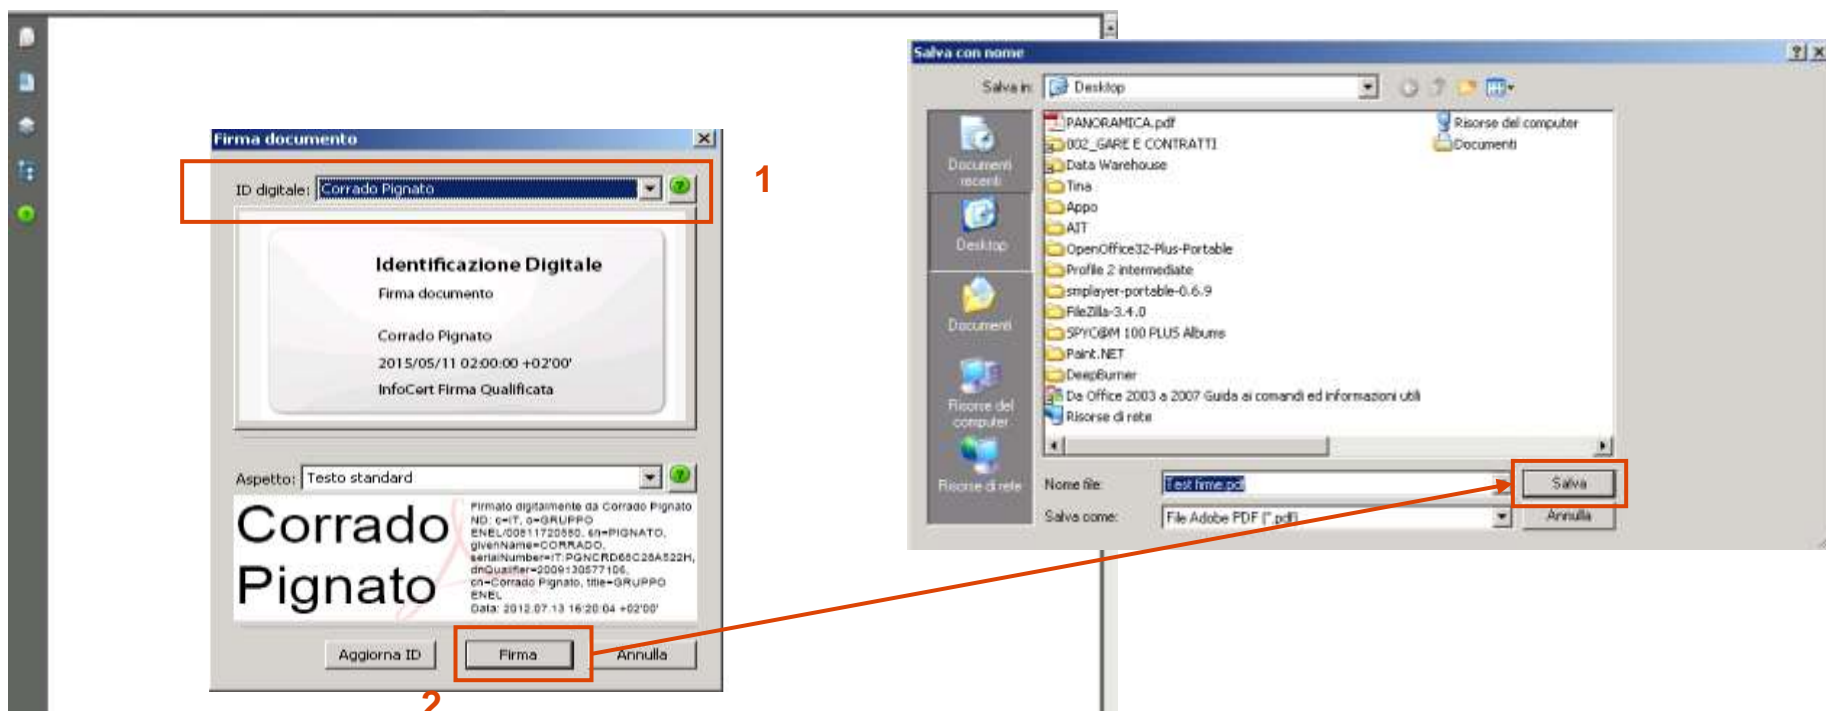 Firma documento
ID digitale: Corrado Pignato
1
Identificazione Digitale
Firma documento
Corrado Pignato
2015/05/11 02:00:00 +02'00'
InfoCert Firma Qualificata
Aspetto: Testo standard
Corrado
Pignato
Firmato digitalmente da Corrado Pignato
ND: c=IT, o=GRUPPO
ENEL/00811720580, sn=PIGNATO,
givenName=CORRADO,
dnQualifier=2009130577106,
cn=Corrado Pignato, title=GRUPPO
ENEL
Data: 2012.07.13 16:20:04 +02'00'
Aggiorna ID
Firma
Annulla
2
Salva con nome
Salva in: Desktop
Documenti
recenti
Desktop
Documenti
Risorse del
computer
Risorse di rete
PANORAMICA.pdf
002_GARE E CONTRATTI
Data Warehouse
Tina
Appo
AIT
OpenOffice32-Plus-Portable
Profile 2 intermediate
smplayer-portable-0.6.9
FileZilla-3.4.0
SPYC@M 100 PLUS Albums
Paint.NET
DeepBurner
Da Office 2003 a 2007 Guida ai comandi ed informazioni utili
Risorse di rete
Risorse del computer
Documenti
Nome file: Test firme.pdf
Salva
Salva come: File Adobe PDF (*.pdf)
Annulla